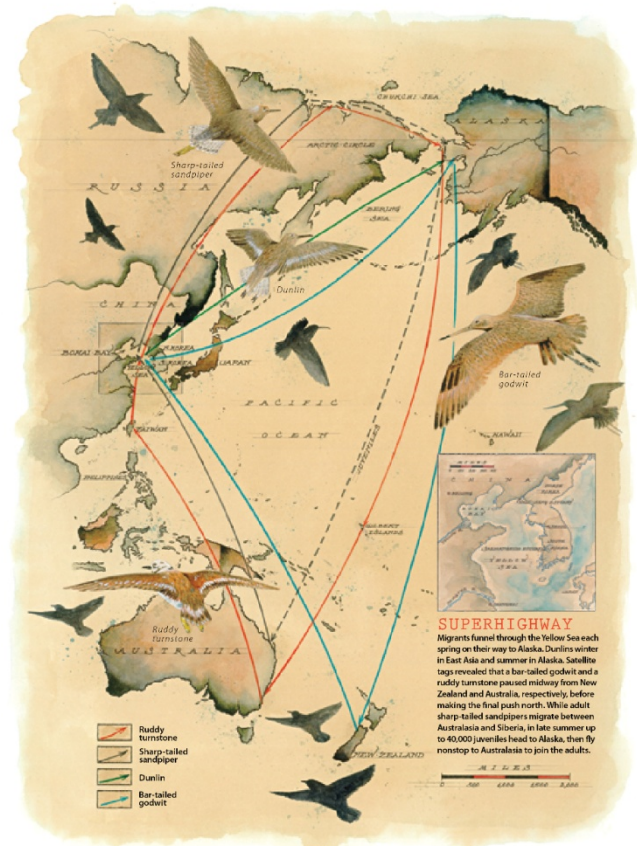 CHUKCHI SEA
ALASKA
ARCTIC CIRCLE
Sharp-tailed
sandpiper
RUSSIA
BERING
SEA
Dunlin
CHINA
BOHAI BAY
KOREA
JAPAN
SEA
Bar-tailed
godwit
PACIFIC
OCEAN
HAWAII
TAIWAN
JUVENILES
PHILIPPINES
GILBERT
ISLANDS
MILES
CHINA
YELLOW
SEA
Ruddy
turnstone
AUSTRALIA
SUPERHIGHWAY
Migrants funnel through the Yellow Sea each
spring on their way to Alaska. Dunlins winter
in East Asia and summer in Alaska. Satellite
tags revealed that a bar-tailed godwit and a
ruddy turnstone paused midway from New
Zealand and Australia, respectively, before
making the final push north. While adult
sharp-tailed sandpipers migrate between
Australasia and Siberia, in late summer up
to 40,000 juveniles head to Alaska, then fly
nonstop to Australasia to join the adults.
Ruddy
turnstone
Sharp-tailed
sandpiper
Dunlin
Bar-tailed
godwit
NEW ZEALAND
MILES